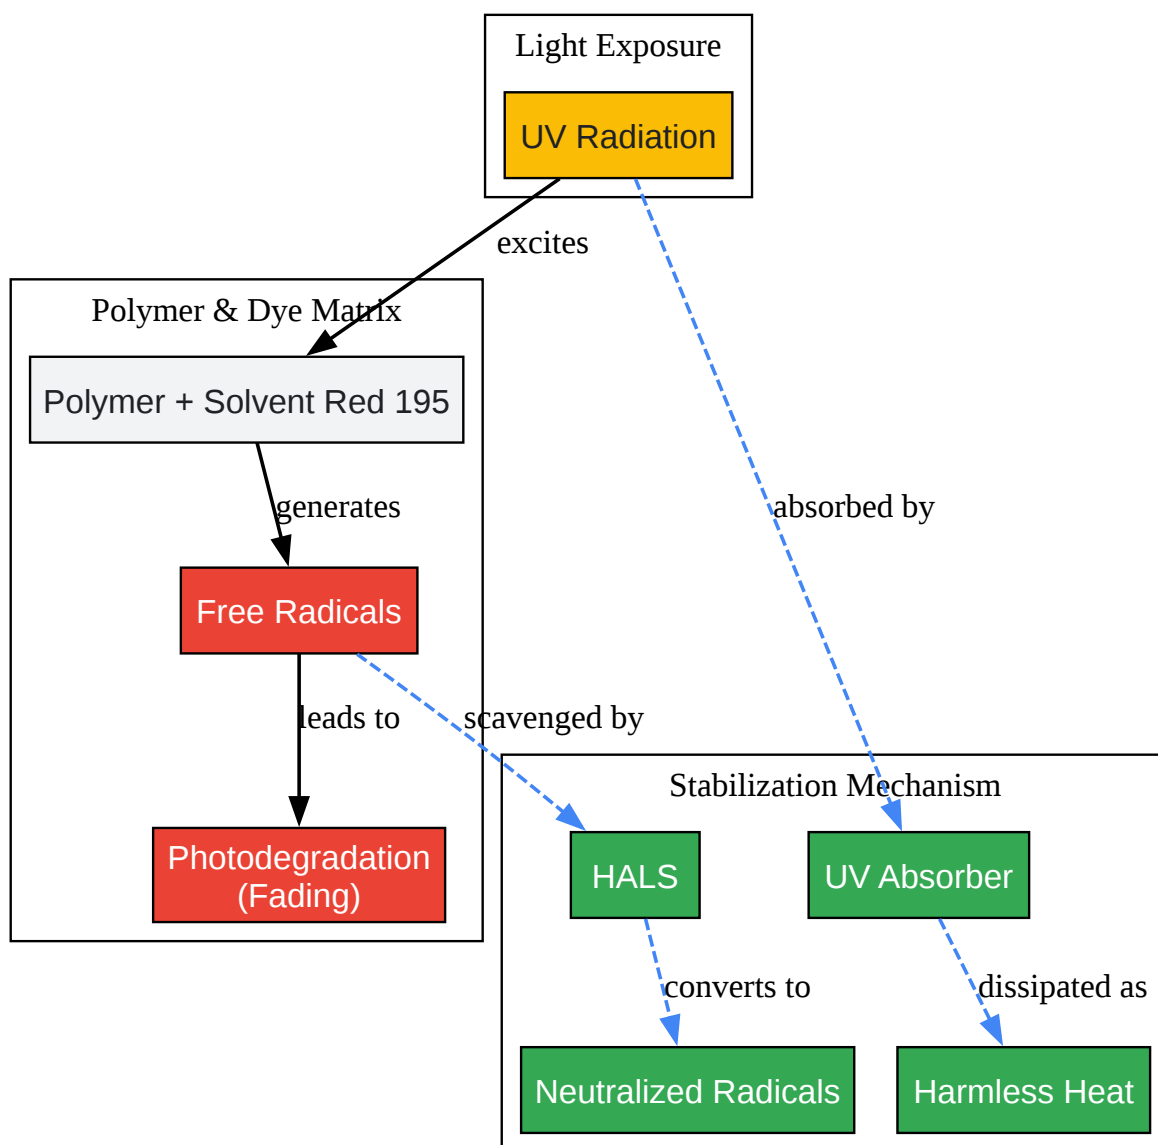 Light Exposure
UV Radiation
excites
Polymer & Dye Matrix
Polymer + Solvent Red 195
generates
absorbed by
Free Radicals
leads to
scavenged by
Stabilization Mechanism
Photodegradation
(Fading)
HALS
UV Absorber
converts to
dissipated as
Neutralized Radicals
Harmless Heat